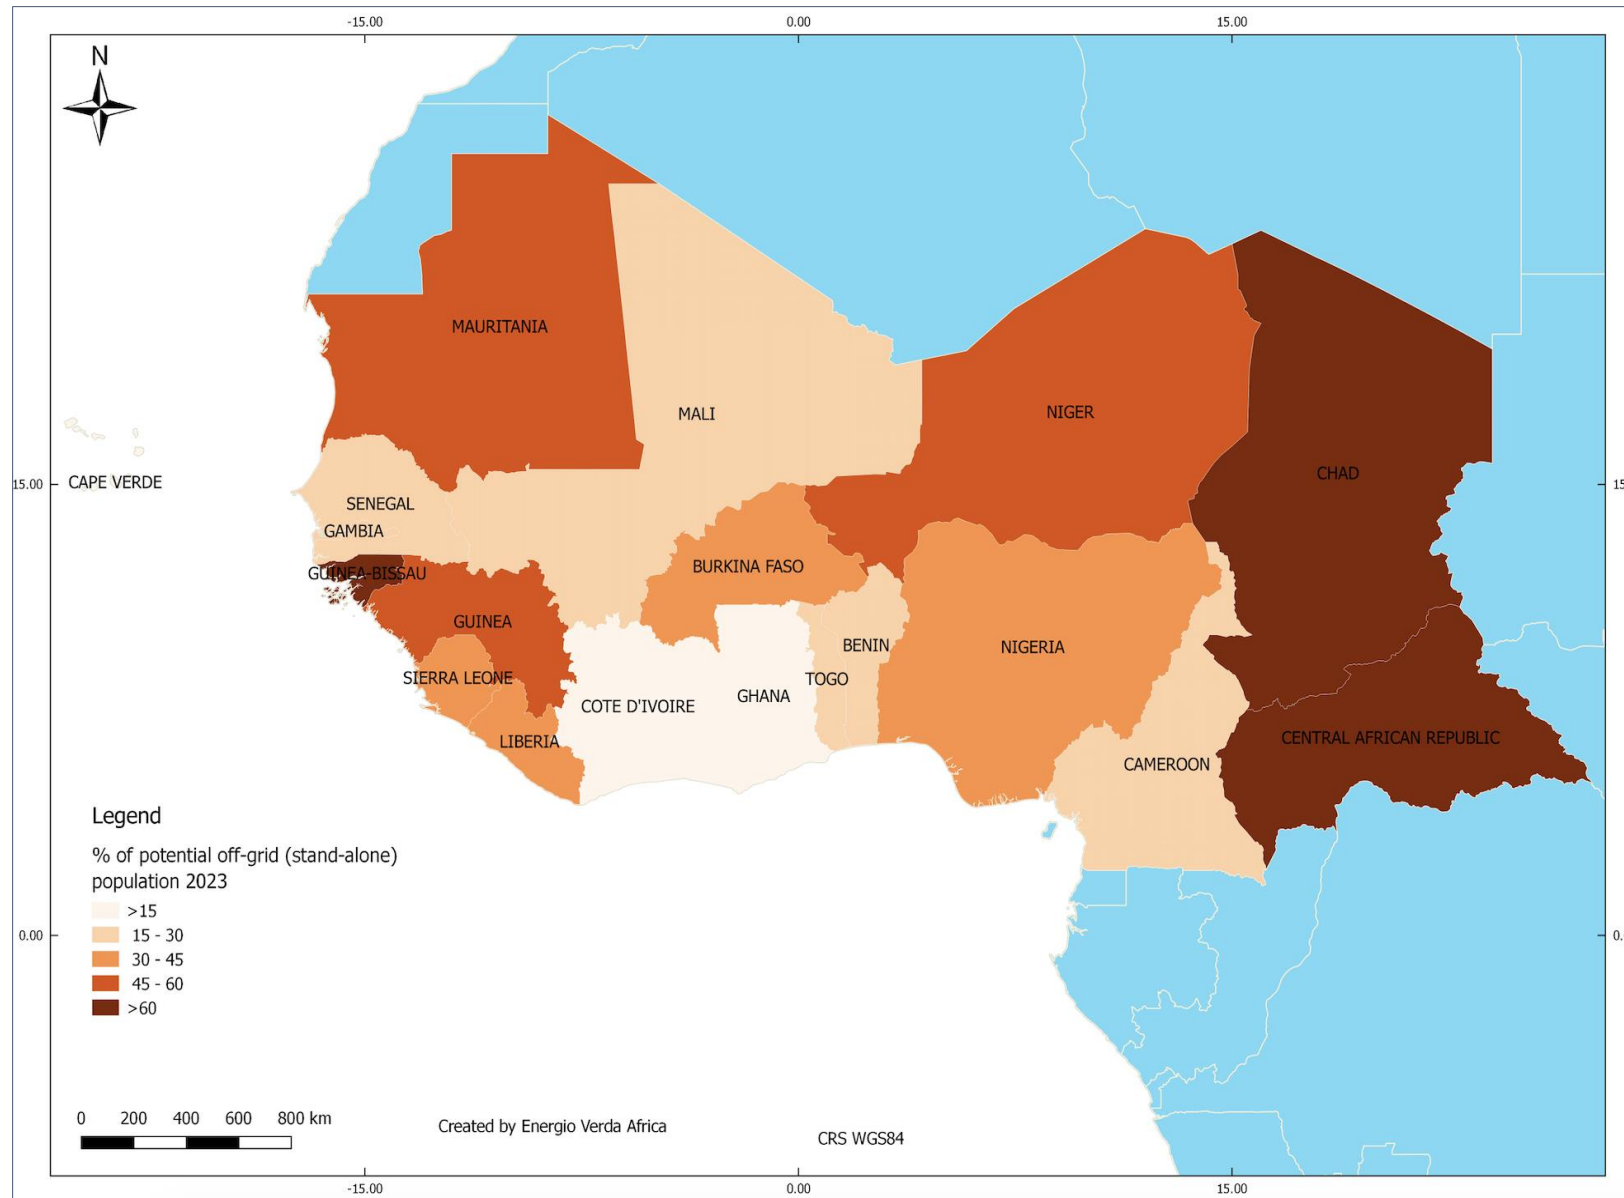 -15.00
0.00
15.00
N
MAURITANIA
MALI
NIGER
CHAD
15.00
CAPE VERDE
SENEGAL
GAMBIA
GUINEA-BISSAU
BURKINA FASO
GUINEA
BENIN
NIGERIA
SIERRA LEONE
TOGO
COTE D'IVOIRE
GHANA
LIBERIA
CENTRAL AFRICAN REPUBLIC
CAMEROON
Legend
% of potential off-grid (stand-alone)
population 2023
>15
15 - 30
30 - 45
45 - 60
>60
0.00
0 200 400 600 800 km
Created by Energio Verda Africa
CRS WGS84
-15.00
0.00
15.00